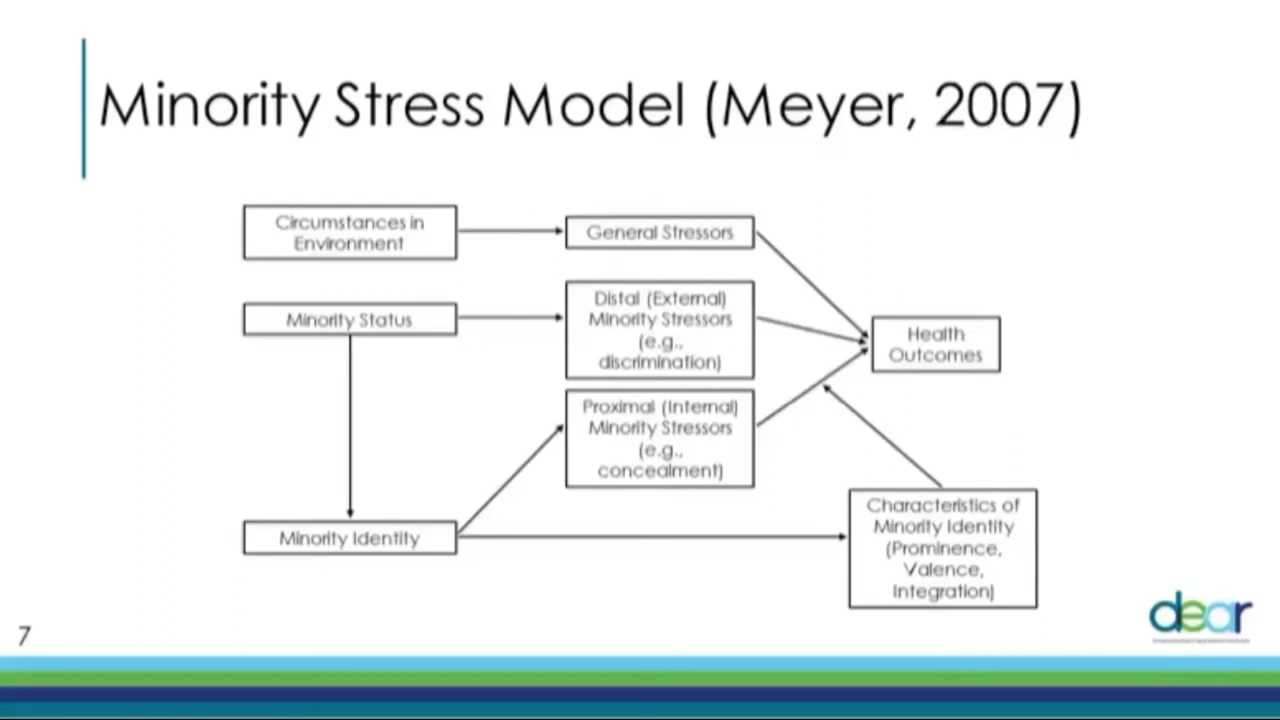 Minority Stress Model (Meyer, 2007)
Circumstances in
Environment
General Stressors
Minority Status
Distal (External)
Minority Stressors
(e.g.,
discrimination)
Health
Outcomes
Proximal (Internal)
Minority Stressors
(e.g.,
concealment)
Minority Identity
Characteristics of
Minority Identity
(Prominence,
Valence,
Integration)
dear
7